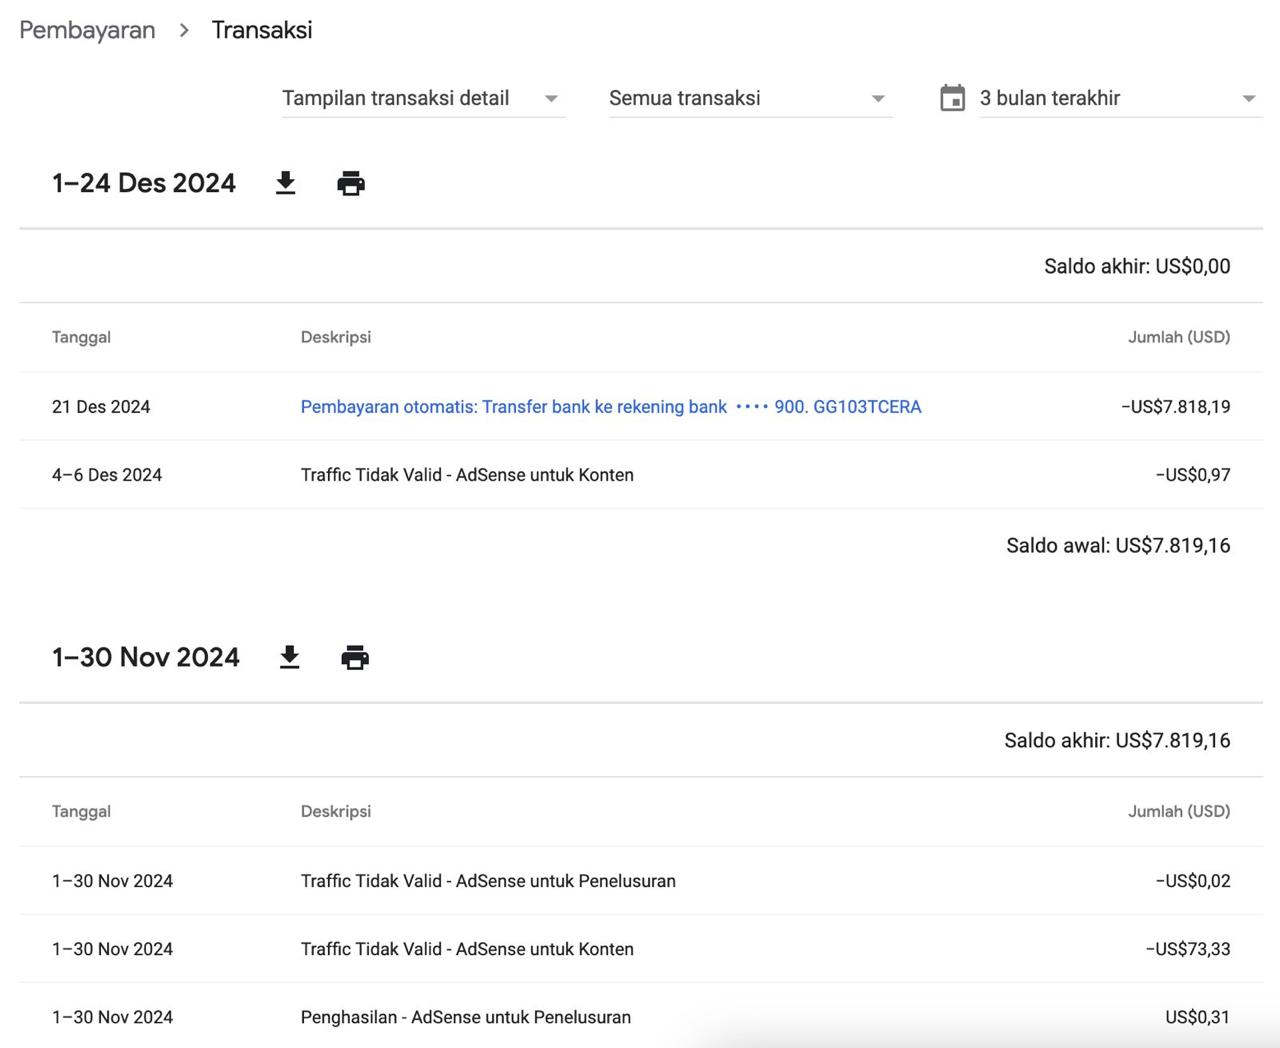 Pembayaran > Transaksi
Tampilan transaksi detail Semua transaksi 3 bulan terakhir
1–24 Des 2024
Saldo akhir: US$0,00
Tanggal Deskripsi Jumlah (USD)
21 Des 2024 Pembayaran otomatis: Transfer bank ke rekening bank •••• 900. GG103TCERA −US$7.818,19
4–6 Des 2024 Traffic Tidak Valid - AdSense untuk Konten −US$0,97
Saldo awal: US$7.819,16
1–30 Nov 2024
Saldo akhir: US$7.819,16
Tanggal Deskripsi Jumlah (USD)
1–30 Nov 2024 Traffic Tidak Valid - AdSense untuk Penelusuran −US$0,02
1–30 Nov 2024 Traffic Tidak Valid - AdSense untuk Konten −US$73,33
1–30 Nov 2024 Penghasilan - AdSense untuk Penelusuran US$0,31